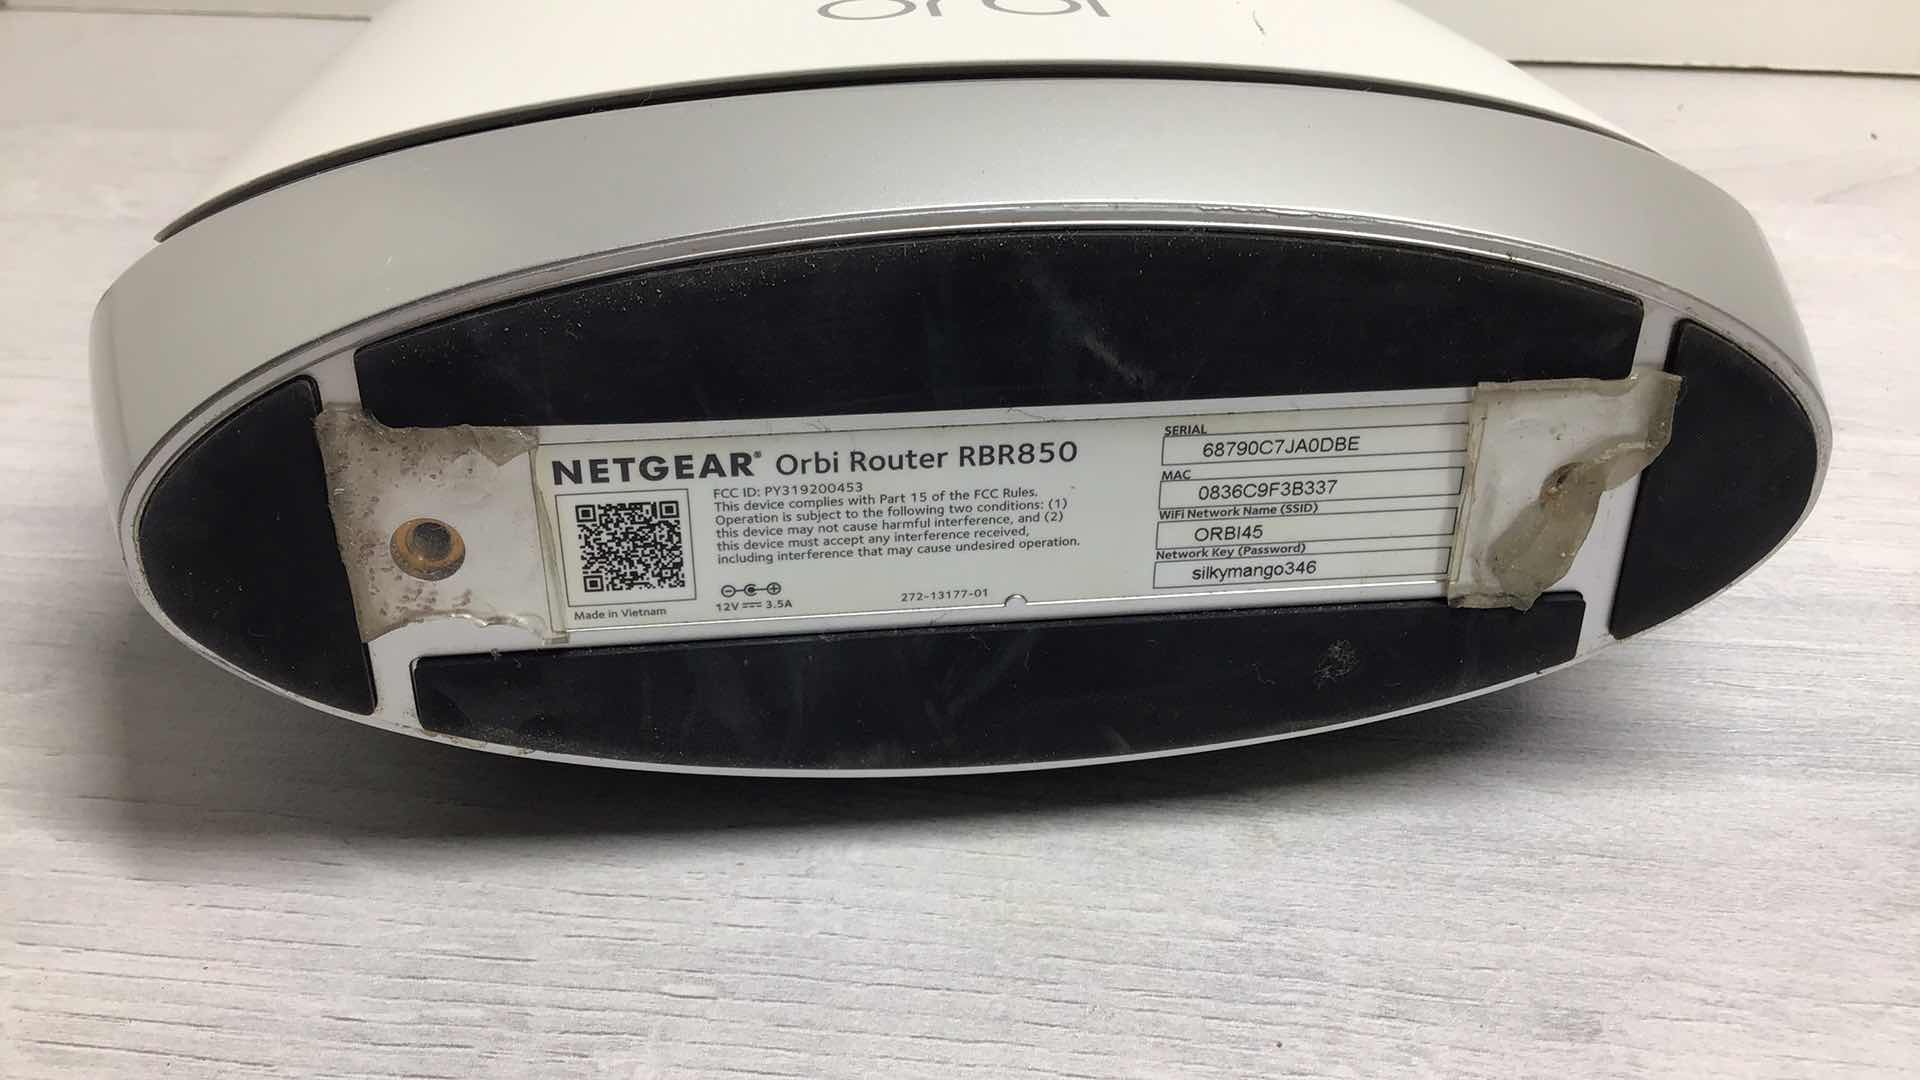 orbi
NETGEAR® Orbi Router RBR850
FCC ID: PY319200453
This device complies with Part 15 of the FCC Rules.
Operation is subject to the following two conditions: (1)
this device may not cause harmful interference, and (2)
this device must accept any interference received,
including interference that may cause undesired operation.
Made in Vietnam
12V 3.5A
272-13177-01
SERIAL
68790C7JA0DBE
MAC
0836C9F3B337
WiFi Network Name (SSID)
ORBI45
Network Key (Password)
silkymango346